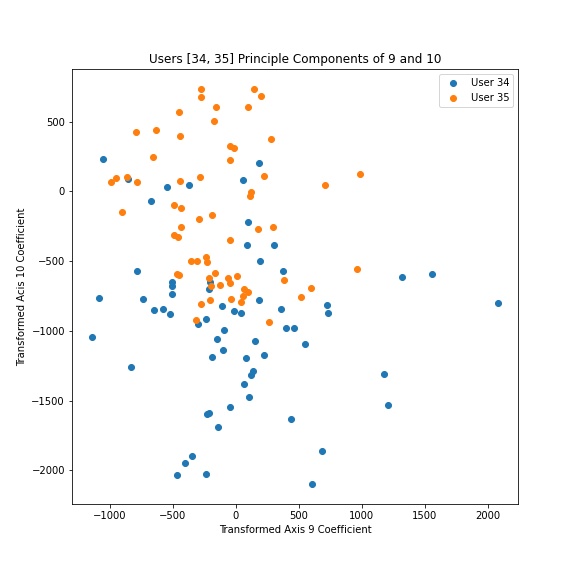 Users [34, 35] Principle Components of 9 and 10
User 34
User 35
500
0
−500
−1000
−1500
−2000
Transformed Acis 10 Coefficient
−1000
−500
0
500
1000
1500
2000
Transformed Axis 9 Coefficient